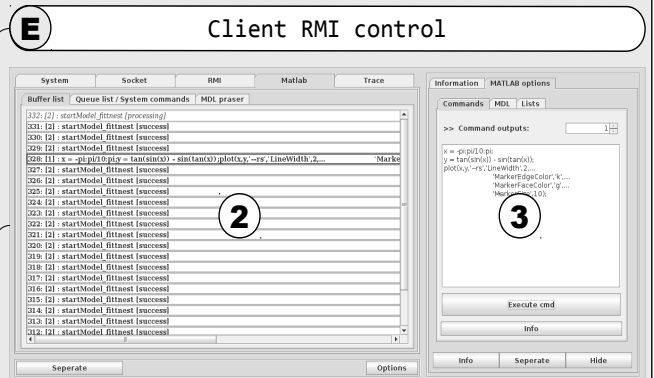 E
Client RMI control
System Socket RMI Matlab Trace
Buffer list Queue list / System commands MDL praser
332: [2] : startModel_fittnest [processing]
331: [2] : startModel_fittnest [success]
330: [2] : startModel_fittnest [success]
329: [2] : startModel_fittnest [success]
328: [1] : x = -pi:pi/10:pi;y = tan(sin(x)) - sin(tan(x));plot(x,y,'--rs','LineWidth',2,... 'Marke
327: [2] : startModel_fittnest [success]
326: [2] : startModel_fittnest [success]
325: [2] : startModel_fittnest [success]
324: [2] : startModel_fittnest [success]
323: [2] : startModel_fittnest [success]
322: [2] : startModel_fittnest [success]
321: [2] : startModel_fittnest [success]
320: [2] : startModel_fittnest [success]
319: [2] : startModel_fittnest [success]
318: [2] : startModel_fittnest [success]
317: [2] : startModel_fittnest [success]
316: [2] : startModel_fittnest [success]
315: [2] : startModel_fittnest [success]
314: [2] : startModel_fittnest [success]
313: [2] : startModel_fittnest [success]
312: [2] : startModel_fittnest [success]
2
Seperate Options
Information MATLAB options
Commands MDL Lists
>> Command outputs: 1
x = -pi:pi/10:pi;
y = tan(sin(x)) - sin(tan(x));
plot(x,y,'--rs','LineWidth',2,...
'MarkerEdgeColor','k',...
'MarkerFaceColor','g',...
'MarkerSize',10);
3
Execute cmd
Info
Info Seperate Hide